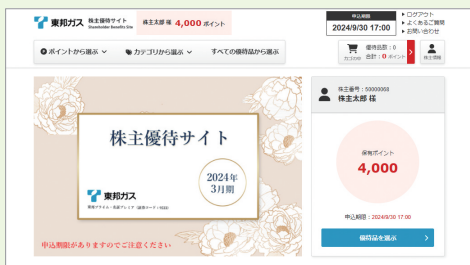 東邦ガス 株主優待サイト
Shareholder Benefits Site
株主太郎 様 4,000 ポイント
申込期限
2024/9/30 17:00
ログアウト
よくあるご質問
お問い合わせ
ポイントから選ぶ
カテゴリから選ぶ
すべての優待品から選ぶ
カゴの中
優待品数：0
合計：0 ポイント
株主情報
株主優待サイト
2024年
3月期
東邦ガス
申込期限がありますのでご注意ください
株主番号：50000068
株主太郎 様
保有ポイント
4,000
申込期限：2024/9/30 17:00
優待品を選ぶ